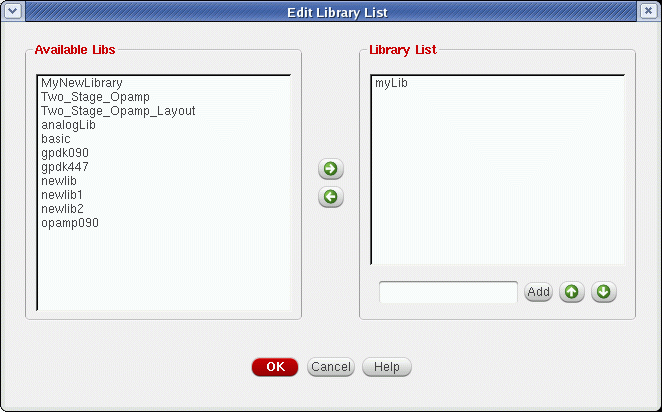 Edit Library List
Available Libs
MyNewLibrary
Two_Stage_Opamp
Two_Stage_Opamp_Layout
analogLib
basic
gpdk090
gpdk447
newlib
newlib1
newlib2
opamp090
Library List
myLib
Add
OK Cancel Help